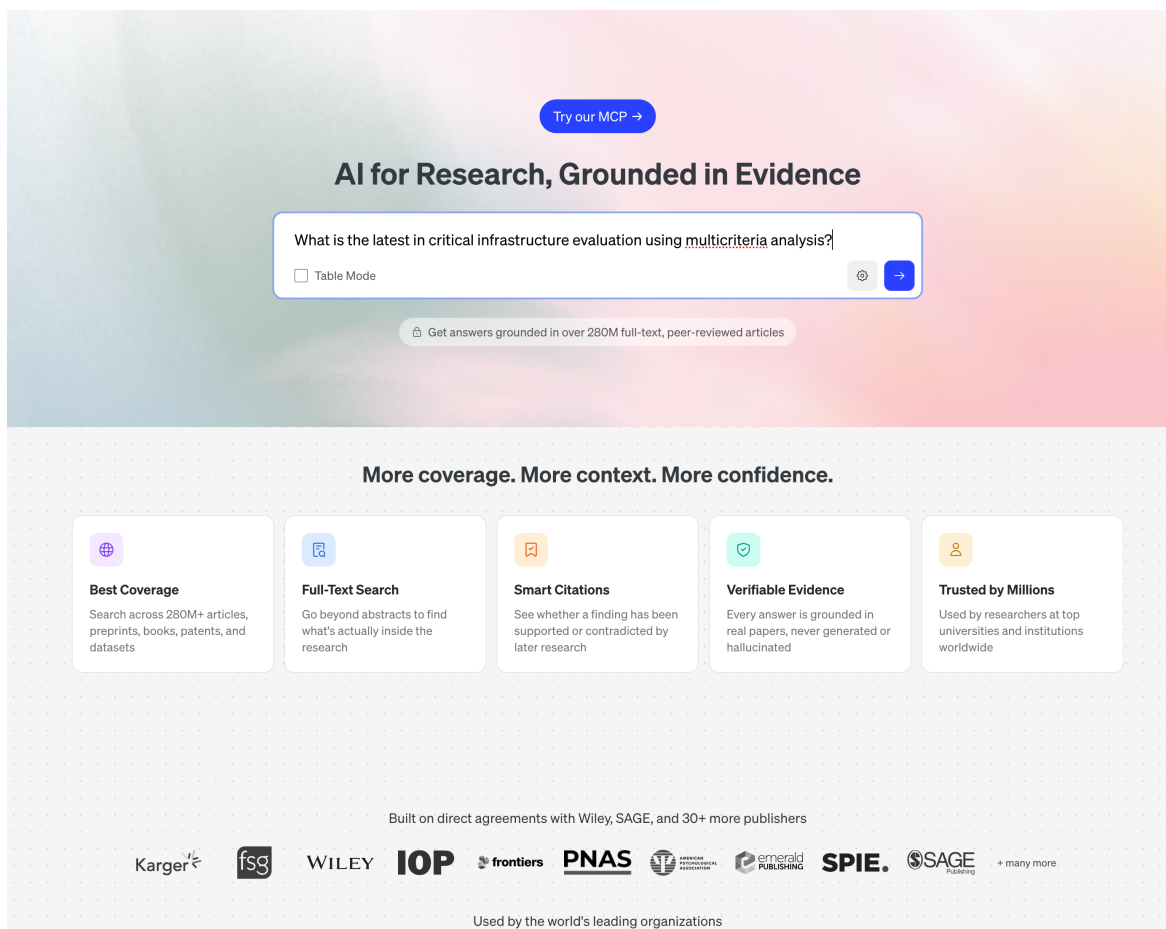 Try our MCP →
AI for Research, Grounded in Evidence
What is the latest in critical infrastructure evaluation using multicriteria analysis?
Table Mode
Get answers grounded in over 280M full-text, peer-reviewed articles
More coverage. More context. More confidence.
Best Coverage
Search across 280M+ articles,
preprints, books, patents, and
datasets
Full-Text Search
Go beyond abstracts to find
what's actually inside the
research
Smart Citations
See whether a finding has been
supported or contradicted by
later research
Verifiable Evidence
Every answer is grounded in
real papers, never generated or
hallucinated
Trusted by Millions
Used by researchers at top
universities and institutions
worldwide
Built on direct agreements with Wiley, SAGE, and 30+ more publishers
Karger
fsg
WILEY
IOP
frontiers
PNAS
AMERICAN
PSYCHOLOGICAL
ASSOCIATION
emerald
PUBLISHING
SPIE.
SAGE
Publishing
+ many more
Used by the world's leading organizations